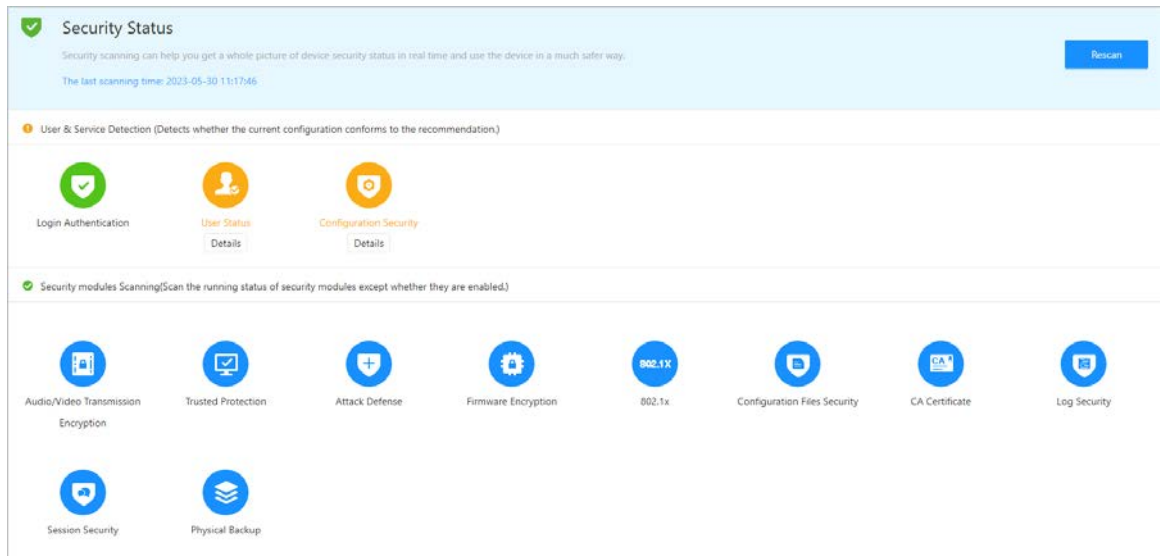 Security Status
Security scanning can help you get a whole picture of device security status in real time and use the device in a much safer way.
Rescan
The last scanning time: 2023-05-30 11:17:46
User & Service Detection (Detects whether the current configuration conforms to the recommendation.)
Login Authentication
User Status
Configuration Security
Details
Details
Security modules Scanning(Scan the running status of security modules except whether they are enabled.)
802.1X
CA
Audio/Video Transmission
Encryption
Trusted Protection
Attack Defense
Firmware Encryption
802.1x
Configuration Files Security
CA Certificate
Log Security
Session Security
Physical Backup